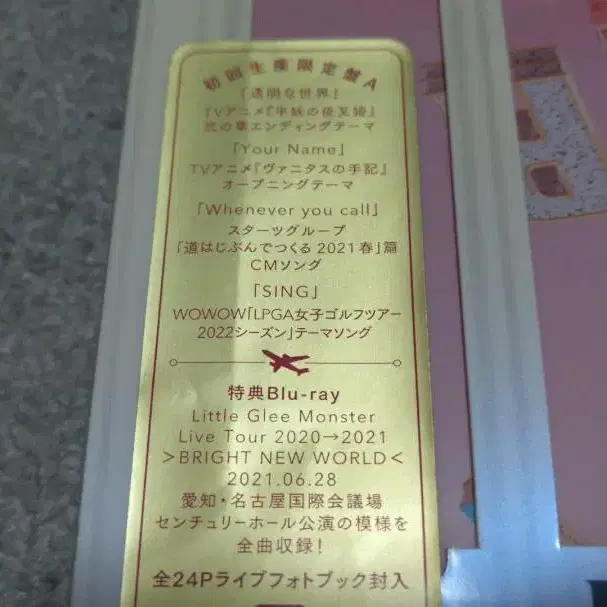 初回生産限定盤A
「透明な世界」
TVアニメ『半妖の夜叉姫』
弐の章エンディングテーマ
「Your Name」
TVアニメ『ヴァニタスの手記』
オープニングテーマ
「Whenever you call」
スターツグループ
「道はじぶんでつくる 2021 春」篇
CMソング
「SING」
WOWOW「LPGA女子ゴルフツアー
2022シーズン」テーマソング
特典Blu-ray
Little Glee Monster
Live Tour 2020→2021
>BRIGHT NEW WORLD<
2021.06.28
愛知・名古屋国際会議場
センチュリーホール公演の模様を
全曲収録！
全24Pライブフォトブック封入